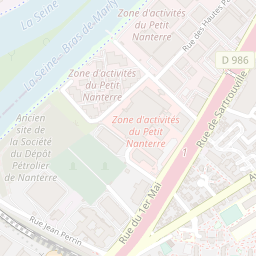 La Seine
La Seine - Bras de Marly
Zone d'activités
du Petit
Nanterre
Rue des Hautes P
D 986
Zone d'activités
du Petit
Nanterre
Ancien
site de
la Société
du Dépôt
Pétrolier
de Nanterre
Zone d'activités
du Petit
Nanterre
Rue de Sartrouville
1
Rue du 1er Mai
Rue Jean Perrin